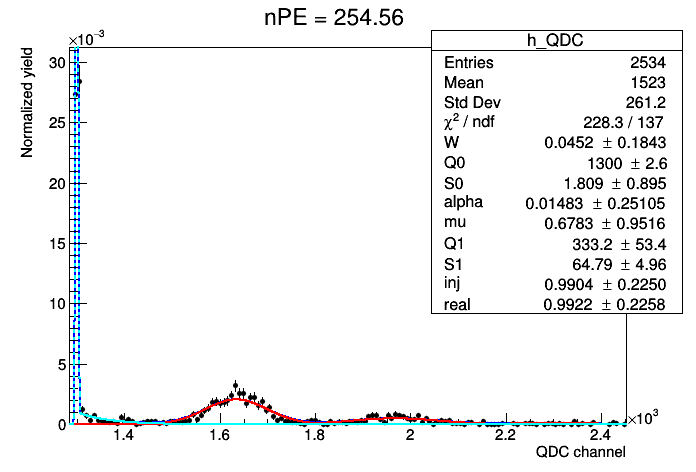 nPE = 254.56
×10⁻³
Normalized yield
30
25
20
15
10
5
0
h_QDC
Entries 2534
Mean 1523
Std Dev 261.2
χ² / ndf 228.3 / 137
W 0.0452 ± 0.1843
Q0 1300 ± 2.6
S0 1.809 ± 0.895
alpha 0.01483 ± 0.25105
mu 0.6783 ± 0.9516
Q1 333.2 ± 53.4
S1 64.79 ± 4.96
inj 0.9904 ± 0.2250
real 0.9922 ± 0.2258
1.4 1.6 1.8 2 2.2 2.4
×10³
QDC channel